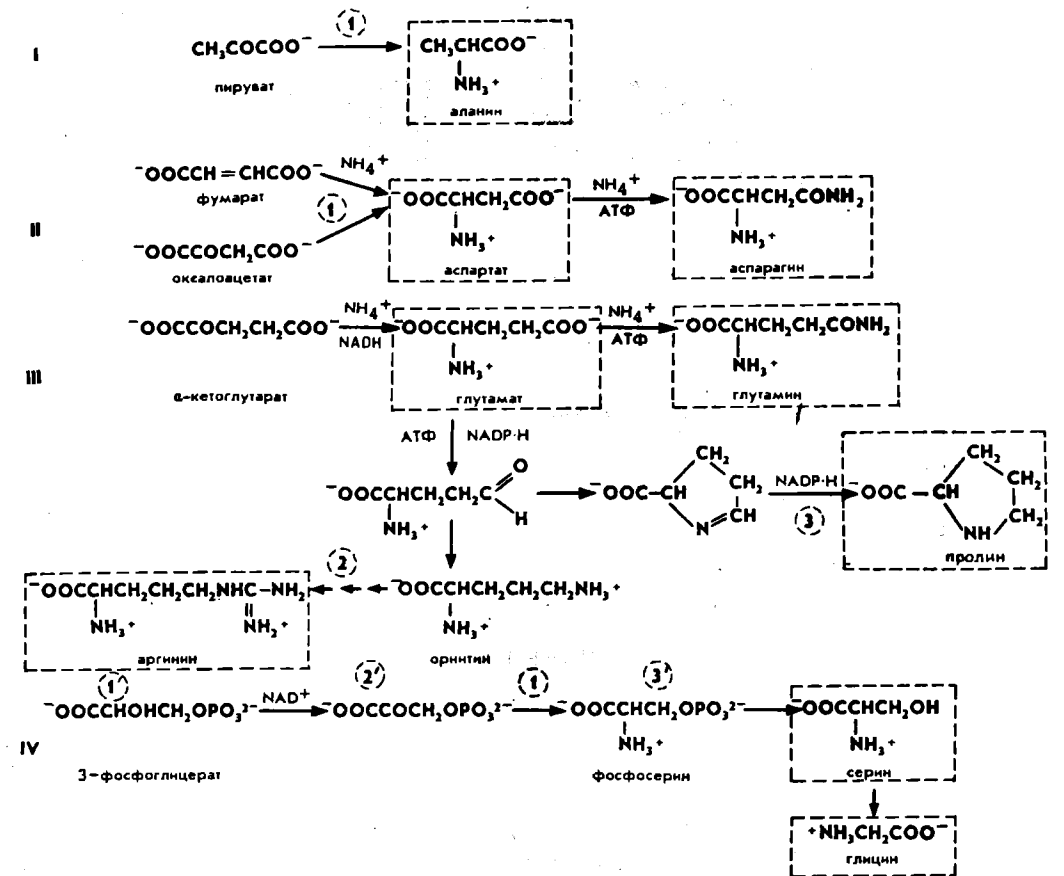 I
CH₃COCOO⁻ ① CH₃CHCOO⁻
NH₃⁺
пируват
аланин
⁻OOCCH=CHCOO⁻ NH₄⁺
фумарат
①
II
⁻OOCCHCH₂COO⁻ NH₄⁺ ⁻OOCCHCH₂CONH₂
АТФ
NH₃⁺ NH₃⁺
⁻OOCCOCH₂COO⁻
оксалоацетат
аспартат
аспарагин
⁻OOCCOCH₂CH₂COO⁻ NH₄⁺ ⁻OOCCHCH₂CH₂COO⁻ NH₄⁺ ⁻OOCCHCH₂CH₂CONH₂
NADH АТФ
NH₃⁺ NH₃⁺
III
α-кетоглутарат глутамат глутамин
АТФ NADP·H
⁻OOCCHCH₂CH₂C O
H
NH₃⁺
CH₂
⁻OOC-CH CH₂
N=CH
NADP·H
③
CH₂
⁻OOC-CH CH₂
CH₂
NH
пролин
②
⁻OOCCHCH₂CH₂CH₂NHC-NH₂ ⁻OOCCHCH₂CH₂CH₂NH₃⁺
NH₃⁺ NH₂⁺ NH₃⁺
аргинин орнитин
1′ 2′ 1 3′
⁻OOCCHOHCH₂OPO₃²⁻ NAD⁺ ⁻OOCCOCH₂OPO₃²⁻ ⁻OOCCHCH₂OPO₃²⁻ ⁻OOCCHCH₂OH
NH₃⁺ NH₃⁺
IV
3-фосфоглицерат фосфосерин серин
⁺NH₃CH₂COO⁻
глицин